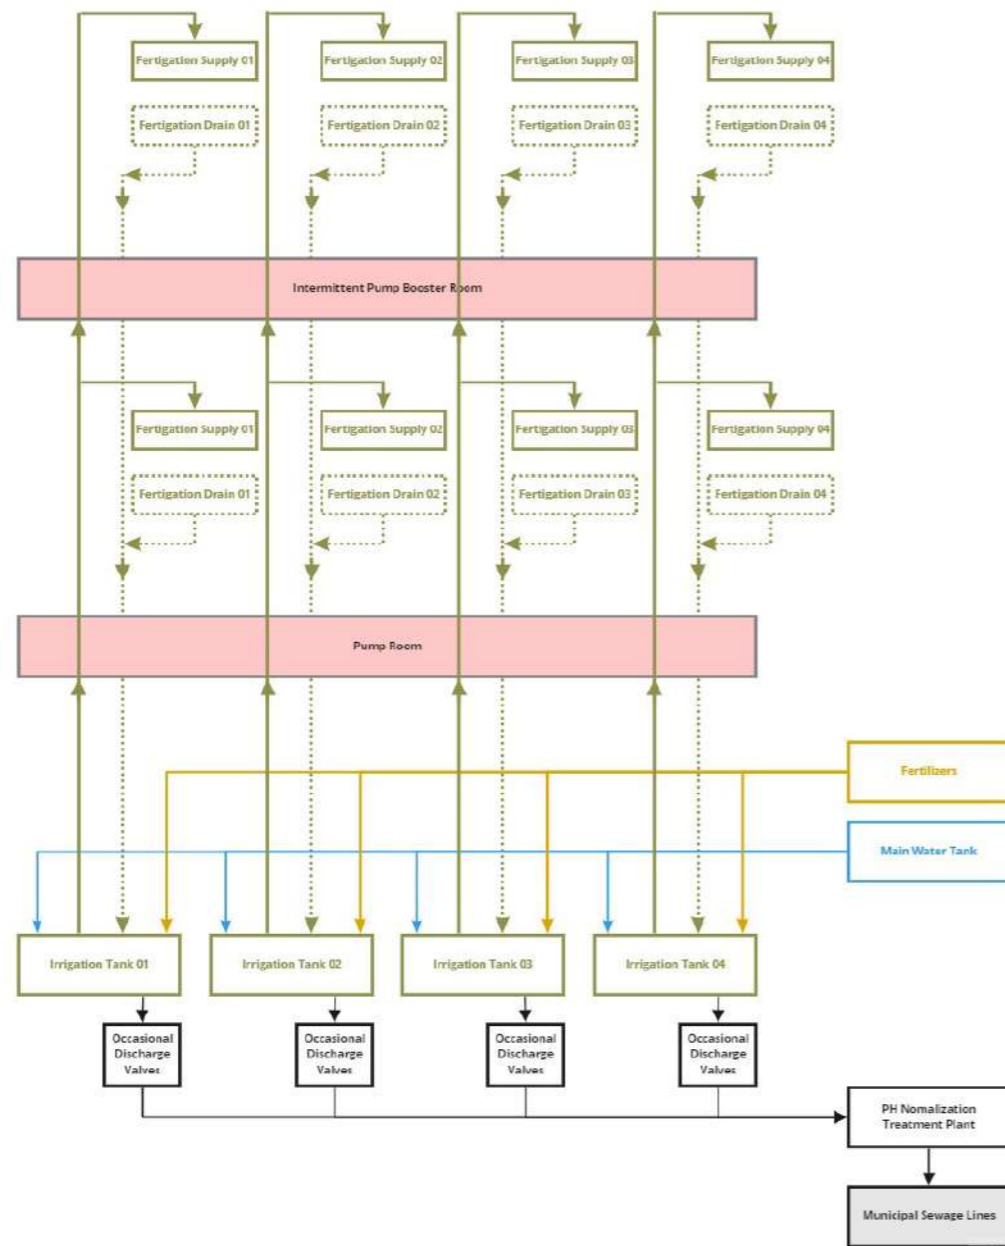 Fertigation Supply 01
Fertigation Supply 02
Fertigation Supply 03
Fertigation Supply 04
Fertigation Drain 01
Fertigation Drain 02
Fertigation Drain 03
Fertigation Drain 04
Intermittent Pump Booster Room
Fertigation Supply 01
Fertigation Supply 02
Fertigation Supply 03
Fertigation Supply 04
Fertigation Drain 01
Fertigation Drain 02
Fertigation Drain 03
Fertigation Drain 04
Pump Room
Fertilizers
Main Water Tank
Irrigation Tank 01
Irrigation Tank 02
Irrigation Tank 03
Irrigation Tank 04
Occasional
Discharge
Valves
Occasional
Discharge
Valves
Occasional
Discharge
Valves
Occasional
Discharge
Valves
PH Nomalization
Treatment Plant
Municipal Sewage Lines